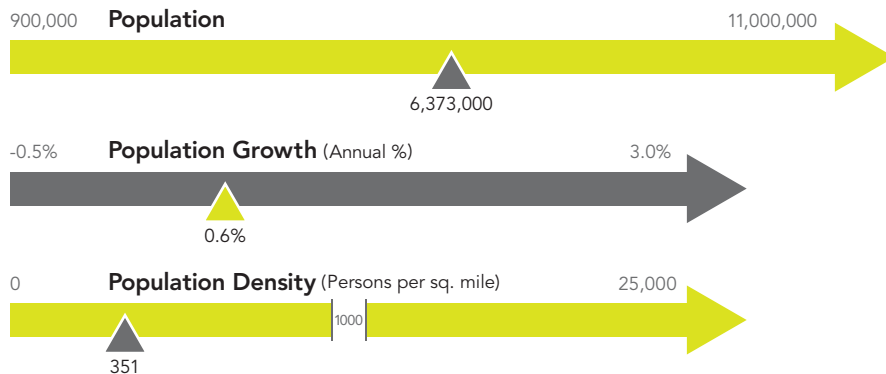 900,000 Population 11,000,000
6,373,000
-0.5% Population Growth (Annual %) 3.0%
0.6%
0 Population Density (Persons per sq. mile) 25,000
1000
351